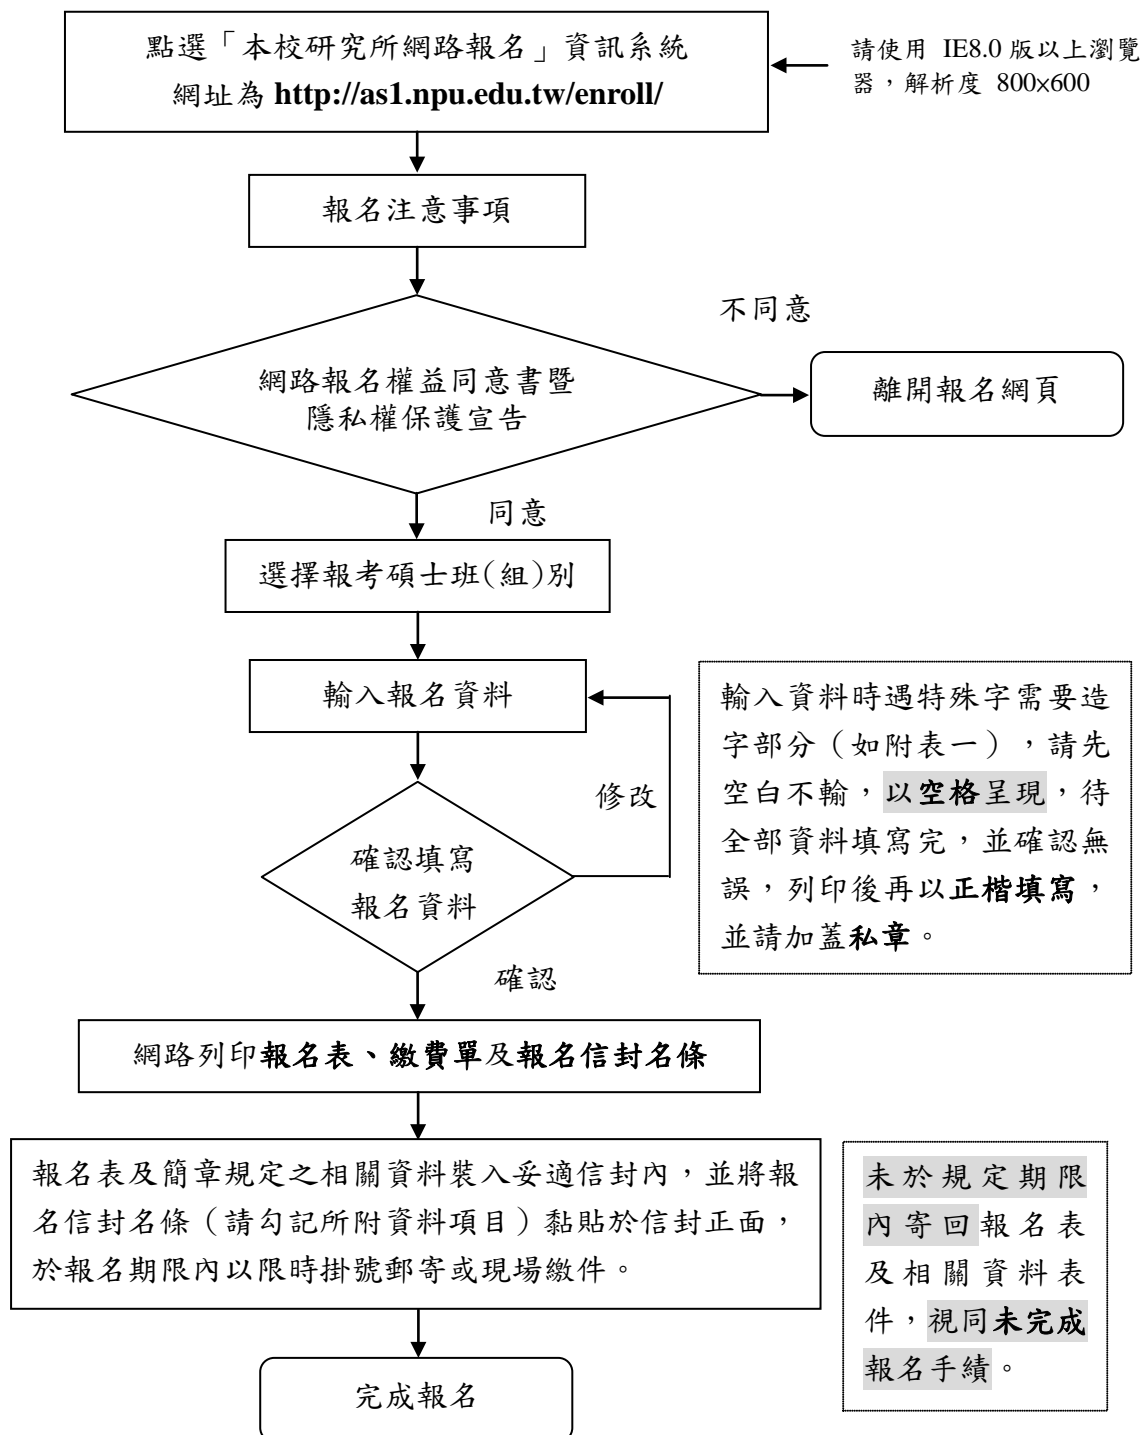 點選「本校研究所網路報名」資訊系統
網址為 http://as1.npu.edu.tw/enroll/
請使用 IE8.0 版以上瀏覽
器，解析度 800×600
報名注意事項
不同意
網路報名權益同意書暨
隱私權保護宣告
離開報名網頁
同意
選擇報考碩士班(組)別
輸入報名資料
修改
輸入資料時遇特殊字需要造
字部分（如附表一），請先
空白不輸，以空格呈現，待
全部資料填寫完，並確認無
誤，列印後再以正楷填寫，
並請加蓋私章。
確認填寫
報名資料
確認
網路列印報名表、繳費單及報名信封名條
報名表及簡章規定之相關資料裝入妥適信封內，並將報
名信封名條（請勾記所附資料項目）黏貼於信封正面，
於報名期限內以限時掛號郵寄或現場繳件。
未於規定期限
內寄回報名表
及相關資料表
件，視同未完成
報名手續。
完成報名